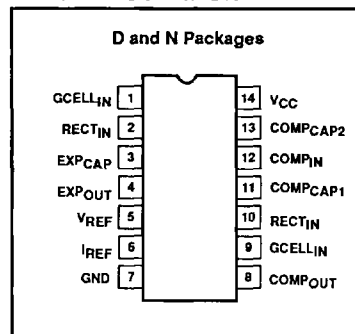 D and N Packages
GCELLIN 1 14 VCC
RECTIN 2 13 COMPCAP2
EXPCAP 3 12 COMPIN
EXPOUT 4 11 COMPCAP1
VREF 5 10 RECTIN
IREF 6 9 GCELLIN
GND 7 8 COMPOUT